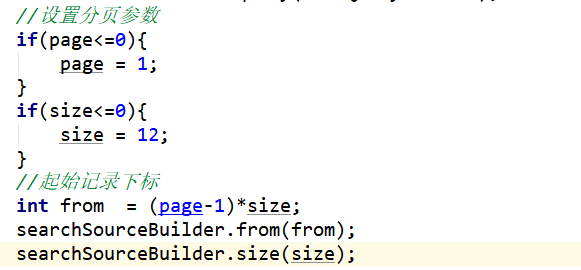 //设置分页参数
if(page<=0){
page = 1;
}
if(size<=0){
size = 12;
}
//起始记录下标
int from  = (page-1)*size;
searchSourceBuilder.from(from);
searchSourceBuilder.size(size);